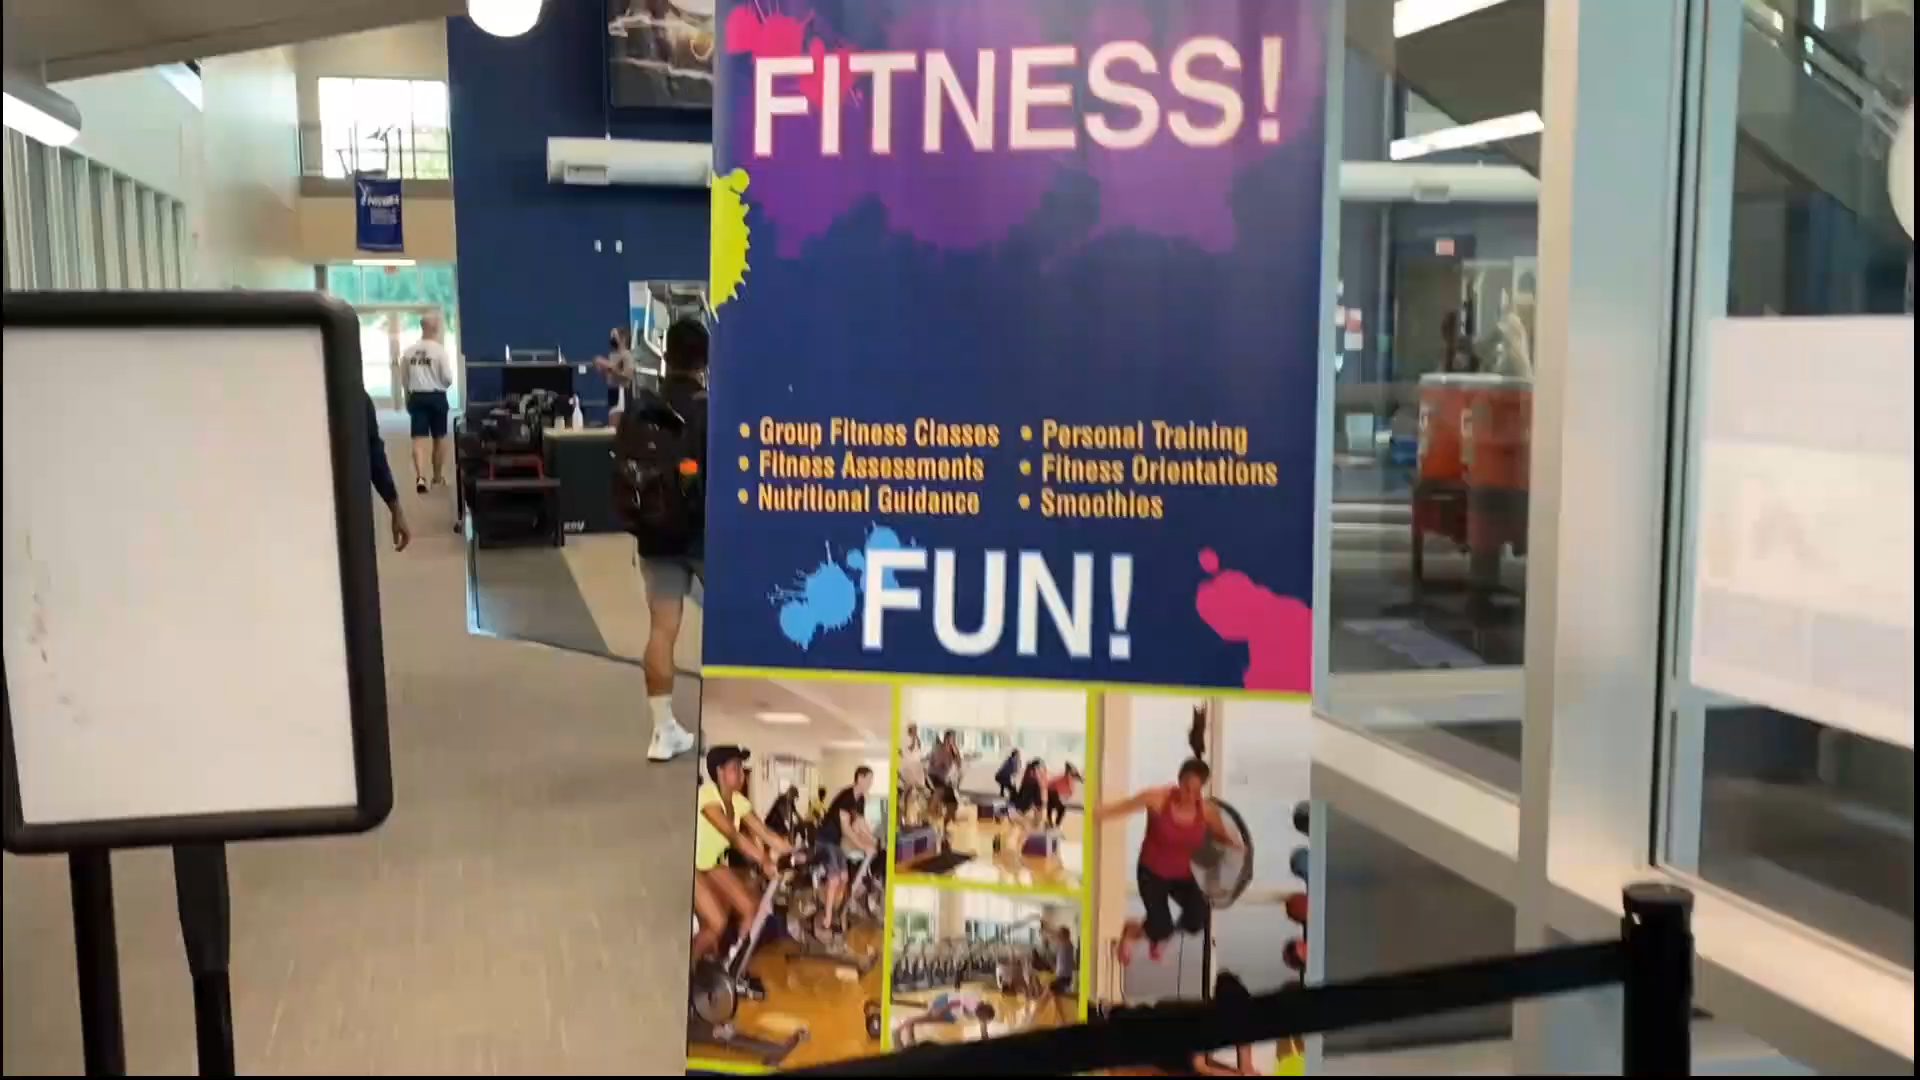 FITNESS!
• Group Fitness Classes
• Fitness Assessments
• Nutritional Guidance
• Personal Training
• Fitness Orientations
• Smoothies
FUN!